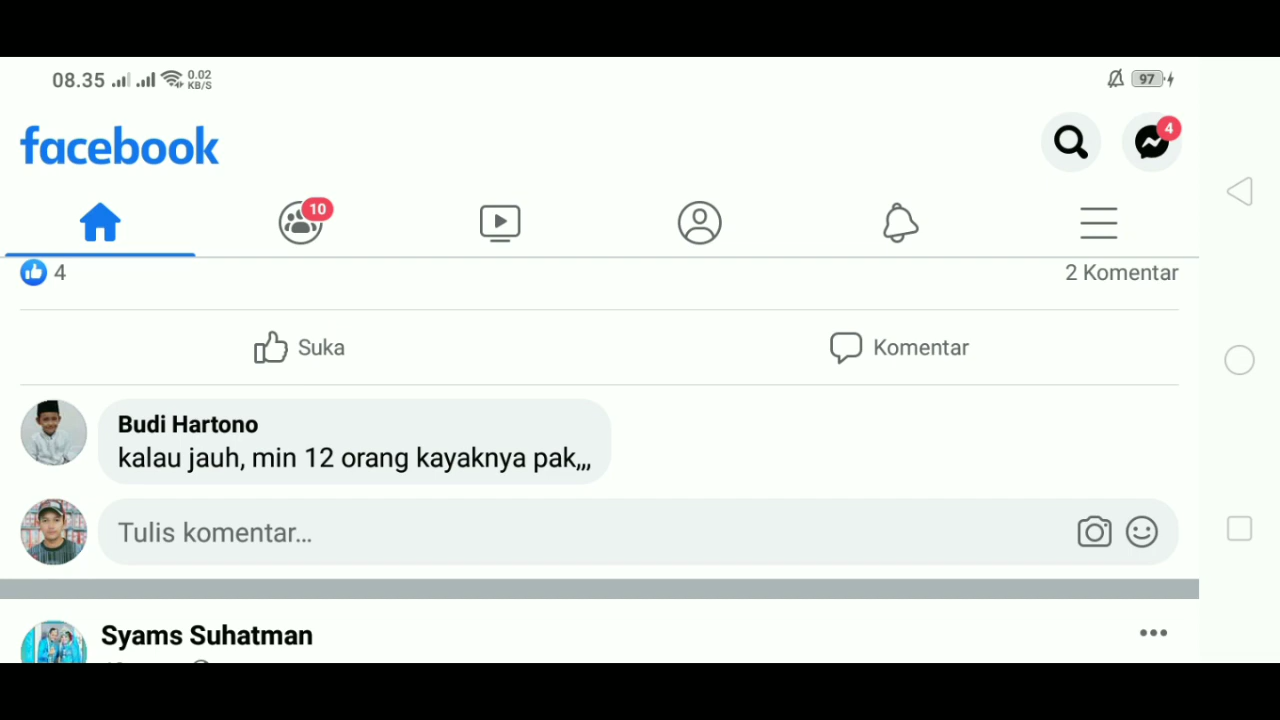 08.35 0.02 KB/S 97
facebook
4
10
4 2 Komentar
Suka Komentar
Budi Hartono
kalau jauh, min 12 orang kayaknya pak,,,
Tulis komentar...
Syams Suhatman